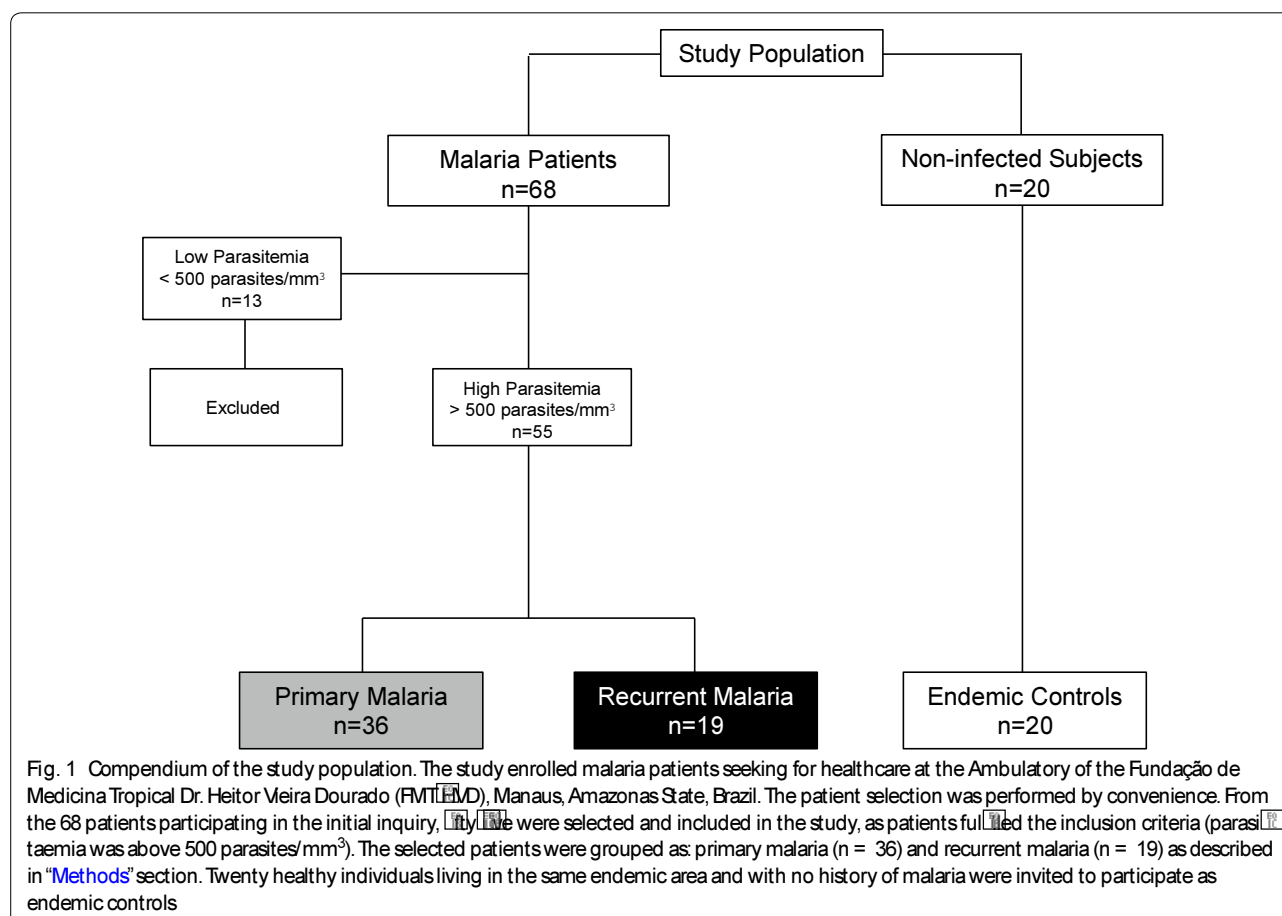 Study Population
Malaria Patients
n=68
Non-infected Subjects
n=20
Low Parasitemia
< 500 parasites/mm³
n=13
Excluded
High Parasitemia
> 500 parasites/mm³
n=55
Primary Malaria
n=36
Recurrent Malaria
n=19
Endemic Controls
n=20
Fig. 1 Compendium of the study population. The study enrolled malaria patients seeking for healthcare at the Ambulatory of the Fundação de
Medicina Tropical Dr. Heitor Vieira Dourado Manaus, Amazonas State, Brazil. The patient selection was performed by convenience. From
the 68 patients participating in the initial inquiry, were selected and included in the study, as patients the inclusion criteria
taemia was above 500 parasites/mm³). The selected patients were grouped as: primary malaria (n = 36) and recurrent malaria (n = 19) as described
in “Methods” section. Twenty healthy individuals living in the same endemic area and with no history of malaria were invited to participate as
endemic controls